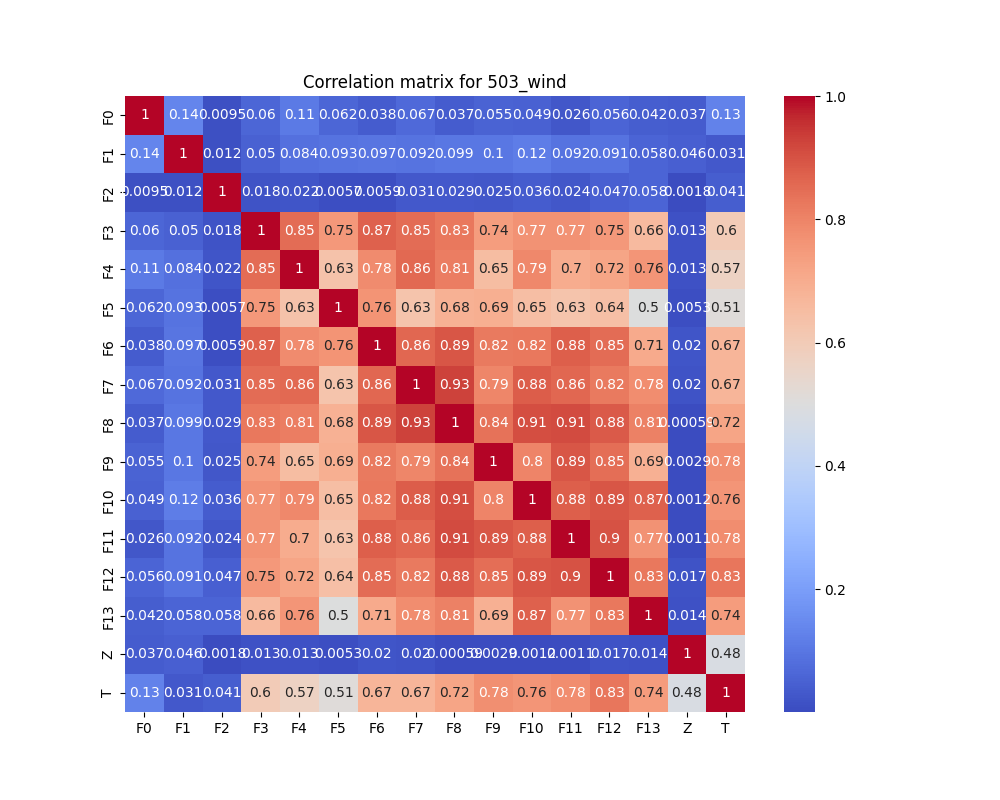 Correlation matrix for 503_wind
F0 1 0.14 0.0095 0.06 0.11 0.062 0.038 0.067 0.037 0.055 0.049 0.026 0.056 0.042 0.037 0.13
F1 0.14 1 0.012 0.05 0.084 0.093 0.097 0.092 0.099 0.1 0.12 0.092 0.091 0.058 0.046 0.031
F2 0.0095 0.012 1 0.018 0.022 0.0057 0.0059 0.031 0.029 0.025 0.036 0.024 0.047 0.058 0.0018 0.041
F3 0.06 0.05 0.018 1 0.85 0.75 0.87 0.85 0.83 0.74 0.77 0.77 0.75 0.66 0.013 0.6
F4 0.11 0.084 0.022 0.85 1 0.63 0.78 0.86 0.81 0.65 0.79 0.7 0.72 0.76 0.013 0.57
F5 0.062 0.093 0.0057 0.75 0.63 1 0.76 0.63 0.68 0.69 0.65 0.63 0.64 0.5 0.0053 0.51
F6 0.038 0.097 0.0059 0.87 0.78 0.76 1 0.86 0.89 0.82 0.82 0.88 0.85 0.71 0.02 0.67
F7 0.067 0.092 0.031 0.85 0.86 0.63 0.86 1 0.93 0.79 0.88 0.86 0.82 0.78 0.02 0.67
F8 0.037 0.099 0.029 0.83 0.81 0.68 0.89 0.93 1 0.84 0.91 0.91 0.88 0.81 0.00059 0.72
F9 0.055 0.1 0.025 0.74 0.65 0.69 0.82 0.79 0.84 1 0.8 0.89 0.85 0.69 0.0029 0.78
F10 0.049 0.12 0.036 0.77 0.79 0.65 0.82 0.88 0.91 0.8 1 0.88 0.89 0.87 0.0012 0.76
F11 0.026 0.092 0.024 0.77 0.7 0.63 0.88 0.86 0.91 0.89 0.88 1 0.9 0.77 0.0011 0.78
F12 0.056 0.091 0.047 0.75 0.72 0.64 0.85 0.82 0.88 0.85 0.89 0.9 1 0.83 0.017 0.83
F13 0.042 0.058 0.058 0.66 0.76 0.5 0.71 0.78 0.81 0.69 0.87 0.77 0.83 1 0.014 0.74
Z 0.037 0.046 0.0018 0.013 0.013 0.0053 0.02 0.02 0.00059 0.0029 0.0012 0.0011 0.017 0.014 1 0.48
T 0.13 0.031 0.041 0.6 0.57 0.51 0.67 0.67 0.72 0.78 0.76 0.78 0.83 0.74 0.48 1
F0 F1 F2 F3 F4 F5 F6 F7 F8 F9 F10 F11 F12 F13 Z T
1.0
0.8
0.6
0.4
0.2